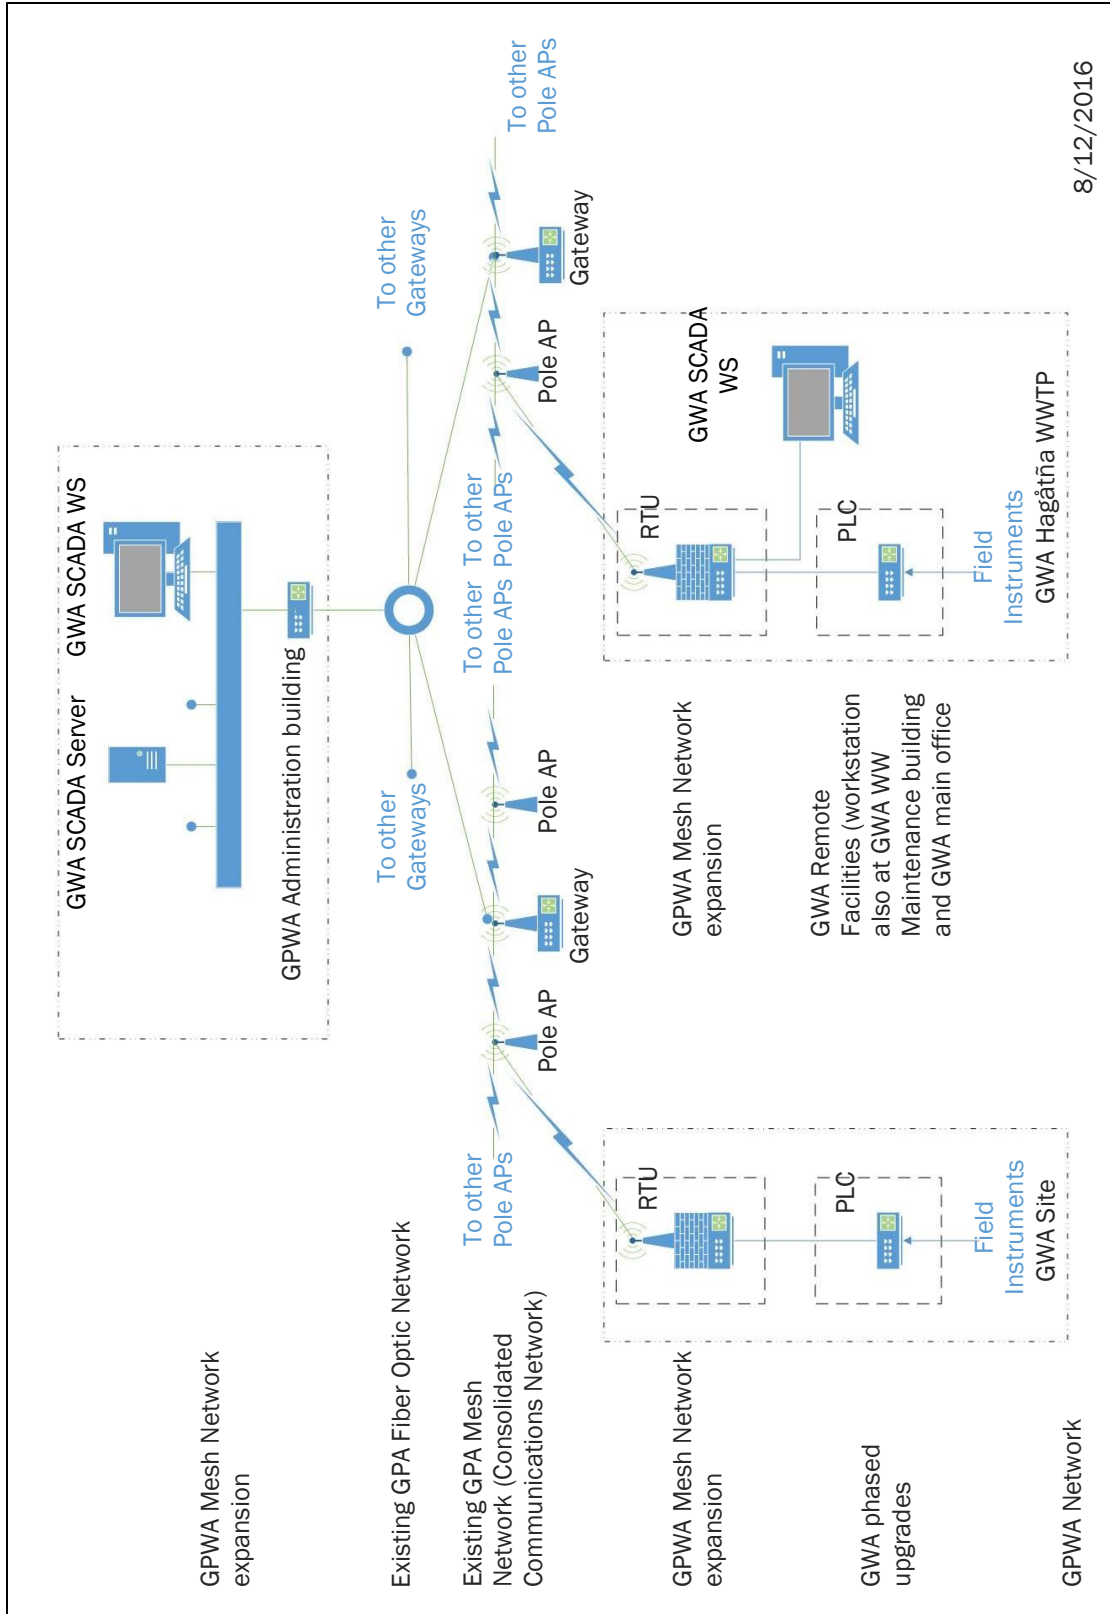 GWA SCADA Server
GWA SCADA WS
GPWA Mesh Network
expansion
GPWA Administration building
Existing GPA Fiber Optic Network
To other
Gateways
To other
Gateways
Existing GPA Mesh
Network (Consolidated
Communications Network)
To other
Pole APs
Pole AP
Gateway
Pole AP
To other
Pole APs
To other
Pole APs
Pole AP
Gateway
To other
Pole APs
GPWA Mesh Network
expansion
RTU
GPWA Mesh Network
expansion
RTU
GWA SCADA
WS
GWA phased
upgrades
PLC
GWA Remote
Facilities (workstation
also at GWA WW
Maintenance building
and GWA main office
PLC
Field
Instruments
GWA Site
Field
Instruments
GWA Hagåtña WWTP
GPWA Network
8/12/2016